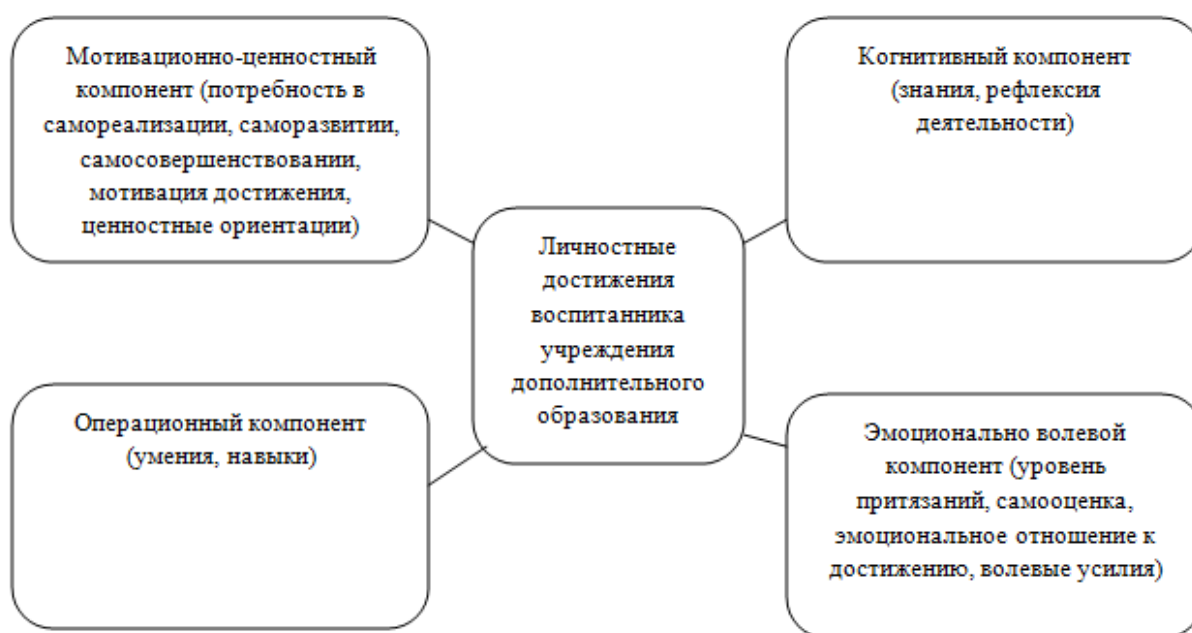 Мотивационно-ценностный
компонент (потребность в
самореализации, саморазвитии,
самосовершенствовании,
мотивация достижения,
ценностные ориентации)
Когнитивный компонент
(знания, рефлексия
деятельности)
Личностные
достижения
воспитанника
учреждения
дополнительного
образования
Операционный компонент
(умения, навыки)
Эмоционально волевой
компонент (уровень
притязаний, самооценка,
эмоциональное отношение к
достижению, волевые усилия)